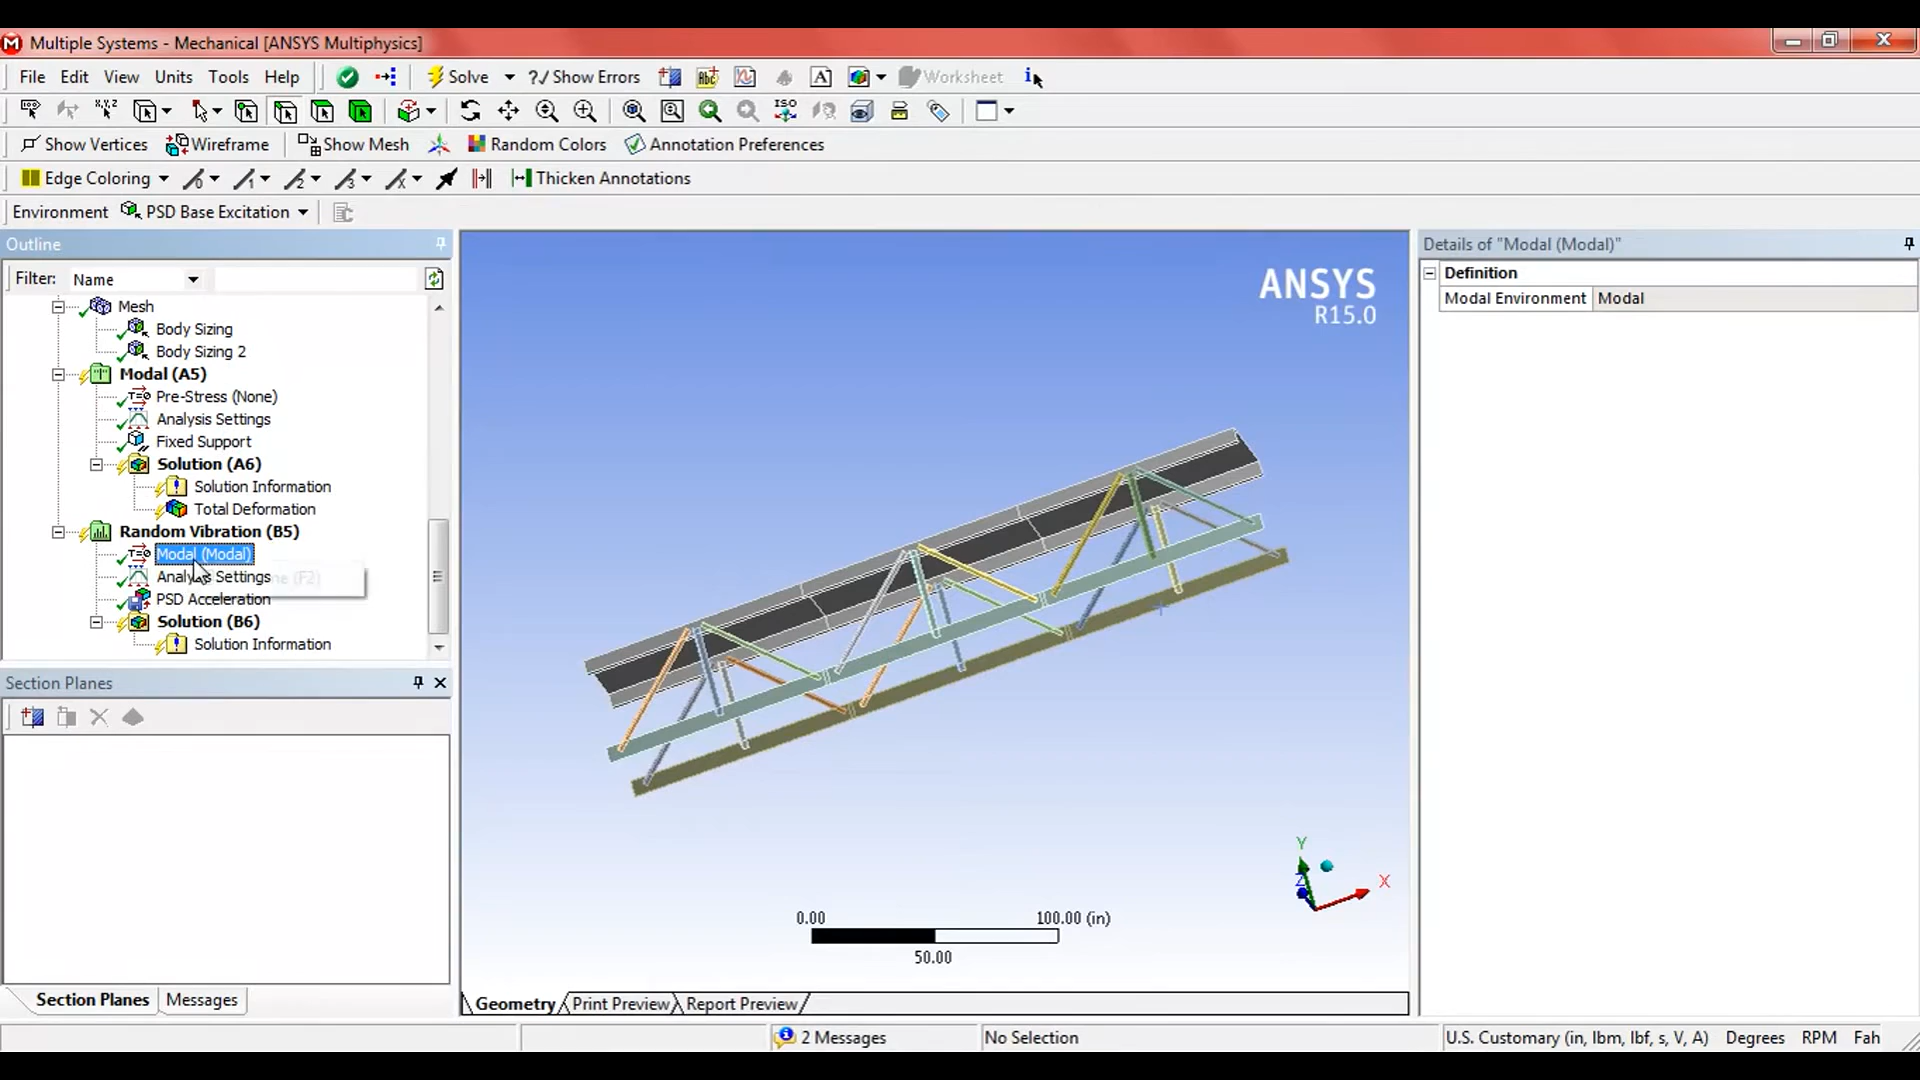 Multiple Systems - Mechanical [ANSYS Multiphysics]
File Edit View Units Tools Help Solve ?/ Show Errors Worksheet
Show Vertices Wireframe Show Mesh Random Colors Annotation Preferences
Edge Coloring Thicken Annotations
Environment PSD Base Excitation
Outline
Filter: Name
Mesh
Body Sizing
Body Sizing 2
Modal (A5)
Pre-Stress (None)
Analysis Settings
Fixed Support
Solution (A6)
Solution Information
Total Deformation
Random Vibration (B5)
Modal (Modal)
Analysis Settings
(F2)
PSD Acceleration
Solution (B6)
Solution Information
Section Planes
Section Planes Messages
ANSYS
R15.0
Y
Z
X
0.00 100.00 (in)
50.00
Geometry Print Preview Report Preview
Details of "Modal (Modal)"
Definition
Modal Environment Modal
2 Messages No Selection U.S. Customary (in, lbm, lbf, s, V, A) Degrees RPM Fah